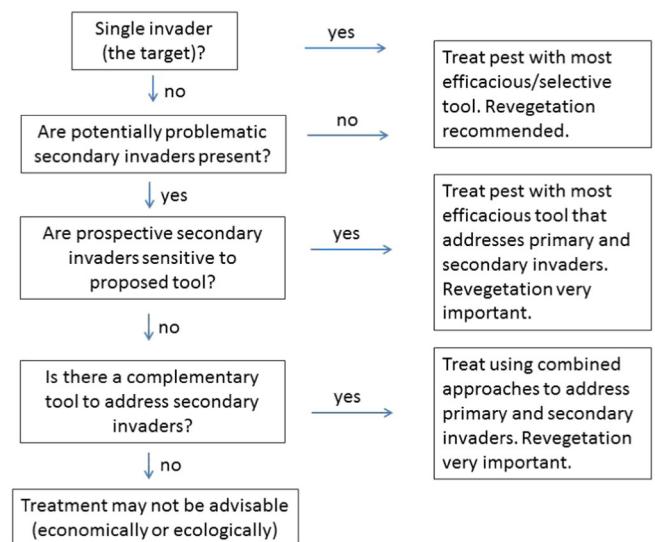 Single invader
(the target)?
yes
Treat pest with most
efficacious/selective
tool. Revegetation
recommended.
no
Are potentially problematic
secondary invaders present?
no
yes
Are prospective secondary
invaders sensitive to
proposed tool?
yes
Treat pest with most
efficacious tool that
addresses primary and
secondary invaders.
Revegetation very
important.
no
Is there a complementary
tool to address secondary
invaders?
yes
Treat using combined
approaches to address
primary and secondary
invaders. Revegetation
very important.
no
Treatment may not be advisable
(economically or ecologically)